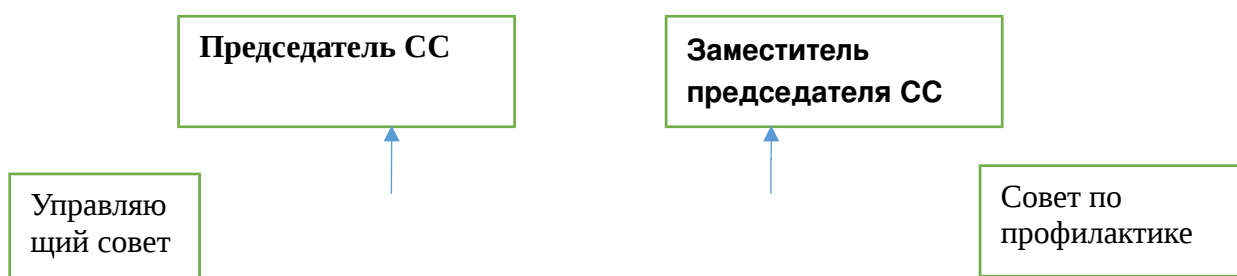 Председатель СС
Заместитель
председателя СС
Управляю
щий совет
Совет по
профилактике